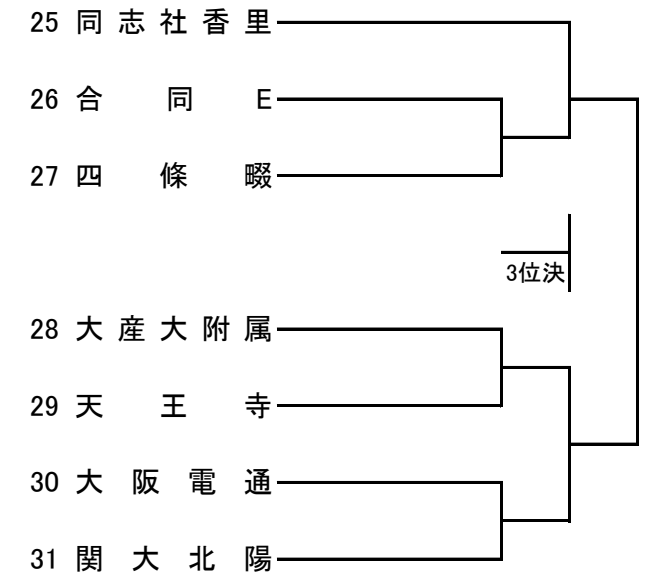 25 同志社香里
26 合同E
27 四條畷
3位決
28 大産大附属
29 天王寺
30 大阪電通
31 関大北陽